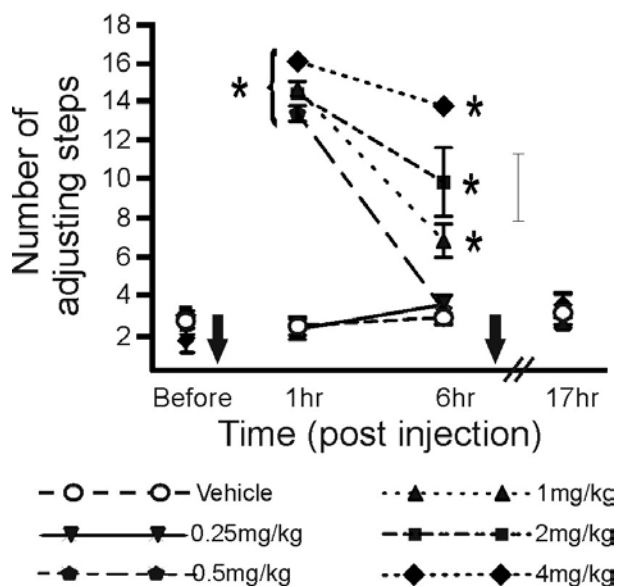 Number of
adjusting steps
18
16
14
12
10
8
6
4
2
*
*
*
*
Before
1hr
6hr
17hr
Time (post injection)
Vehicle
0.25mg/kg
0.5mg/kg
1mg/kg
2mg/kg
4mg/kg